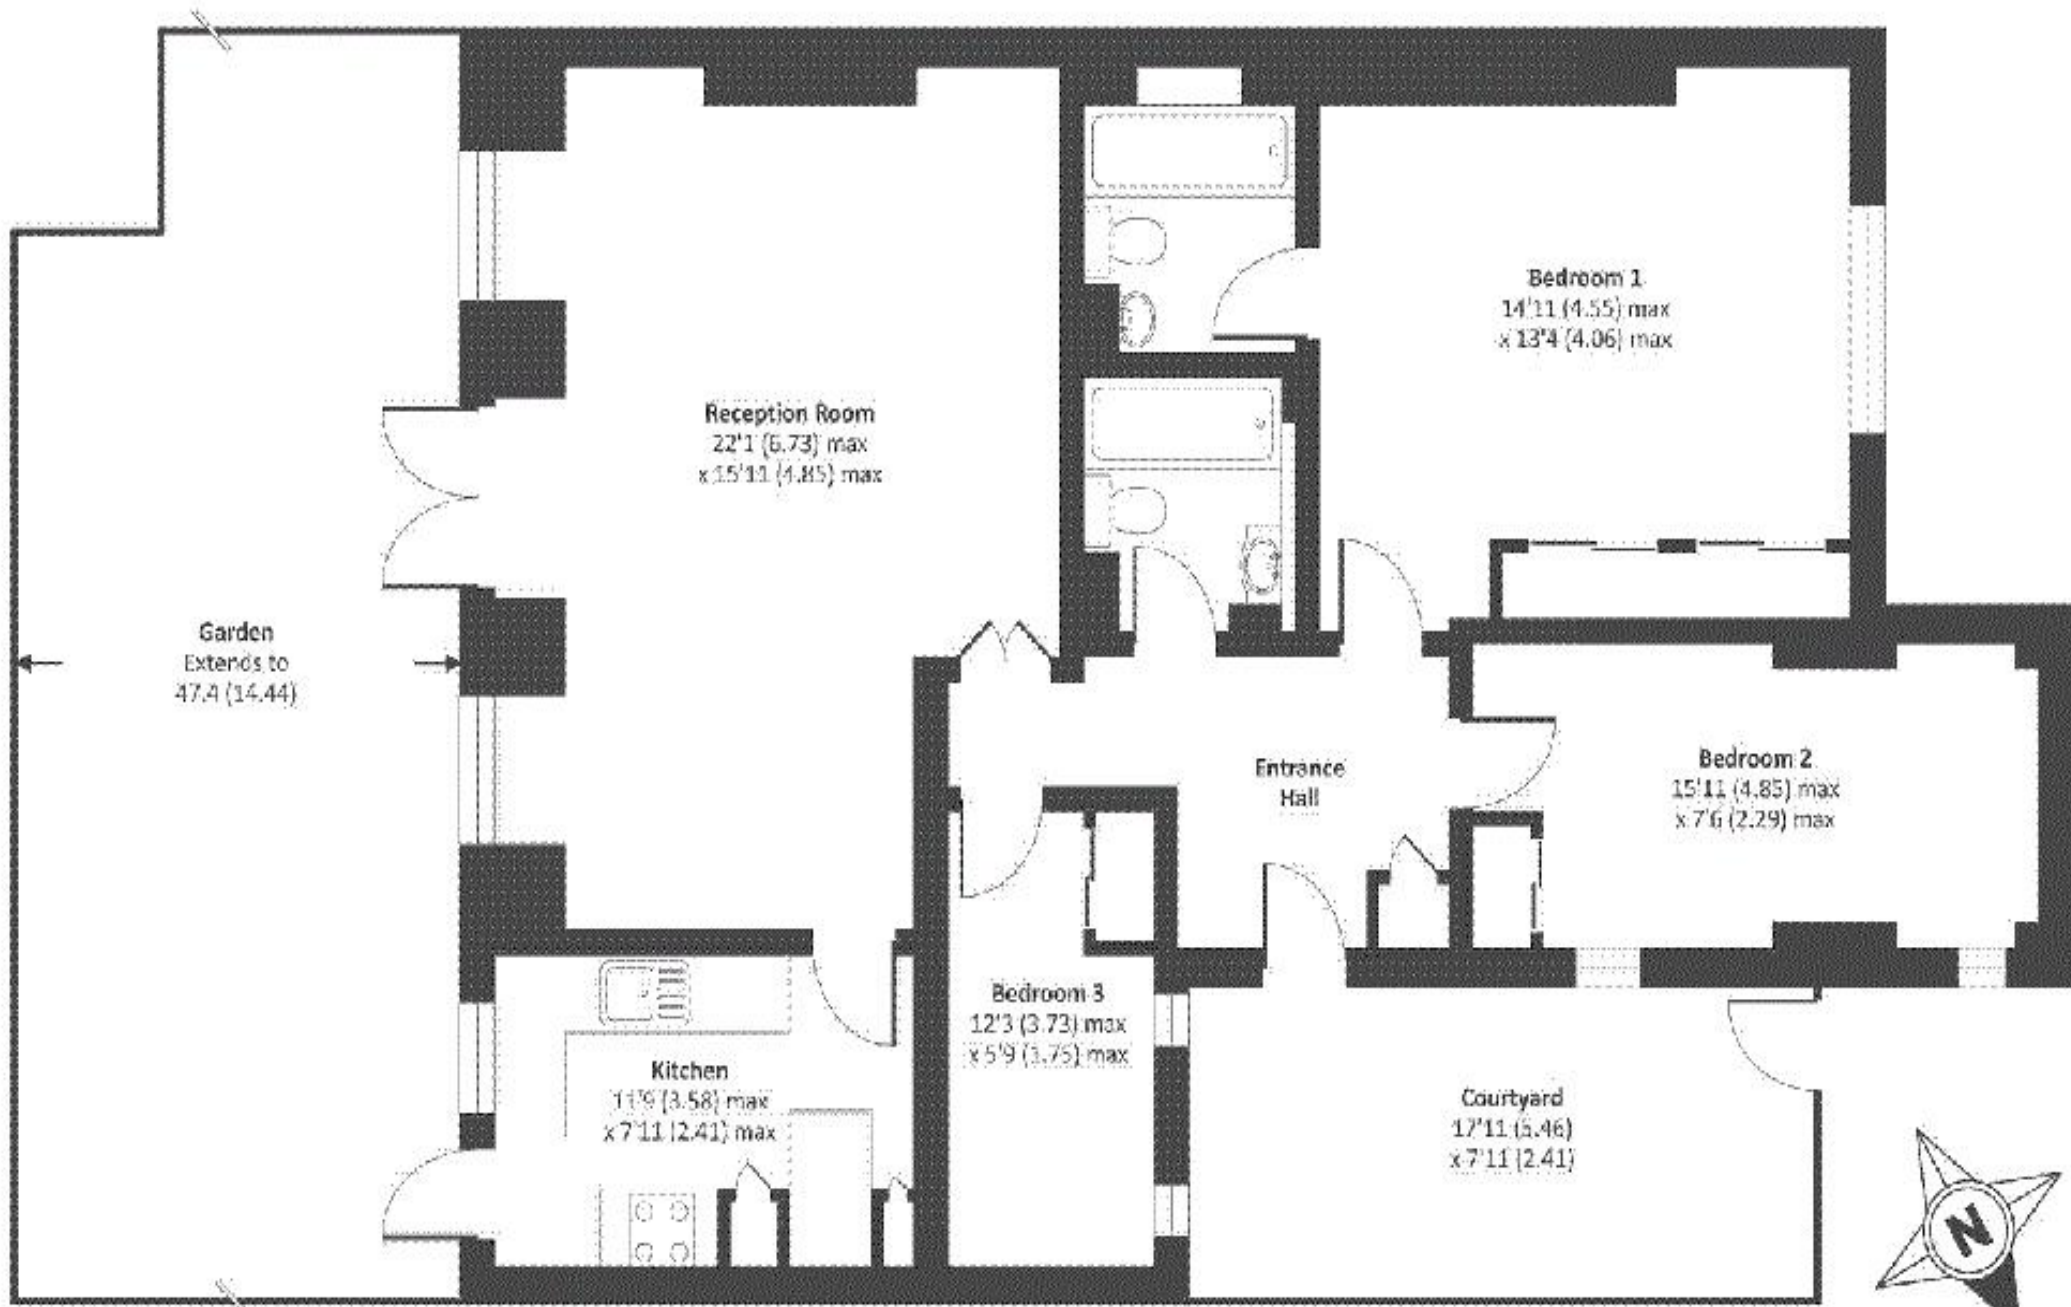 Bedroom 1
14'11 (4.55) max
x 13'4 (4.06) max
Reception Room
22'1 (6.73) max
x 15'11 (4.85) max
Garden
Extends to
47.4 (14.44)
Entrance
Hall
Bedroom 2
15'11 (4.85) max
x 7'6 (2.29) max
Bedroom 3
12'3 (3.73) max
x 5'9 (1.75) max
Kitchen
11'9 (3.58) max
x 7'11 (2.41) max
Courtyard
17'11 (5.46)
x 7'11 (2.41)
N